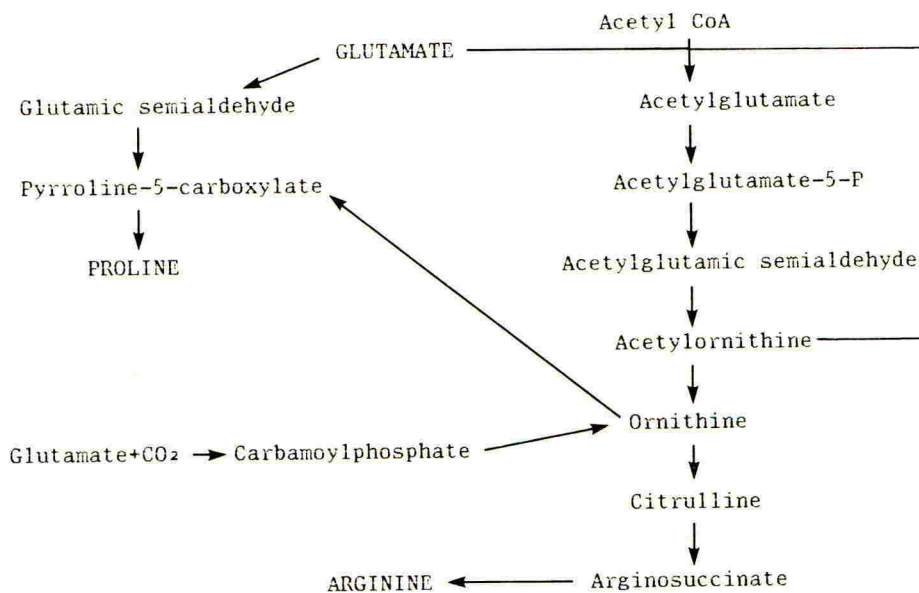 Acetyl CoA
GLUTAMATE
Glutamic semialdehyde
Acetylglutamate
Pyrroline-5-carboxylate
Acetylglutamate-5-P
PROLINE
Acetylglutamic semialdehyde
Acetylornithine
Ornithine
Glutamate+CO₂
Carbamoylphosphate
Citrulline
ARGININE
Arginosuccinate